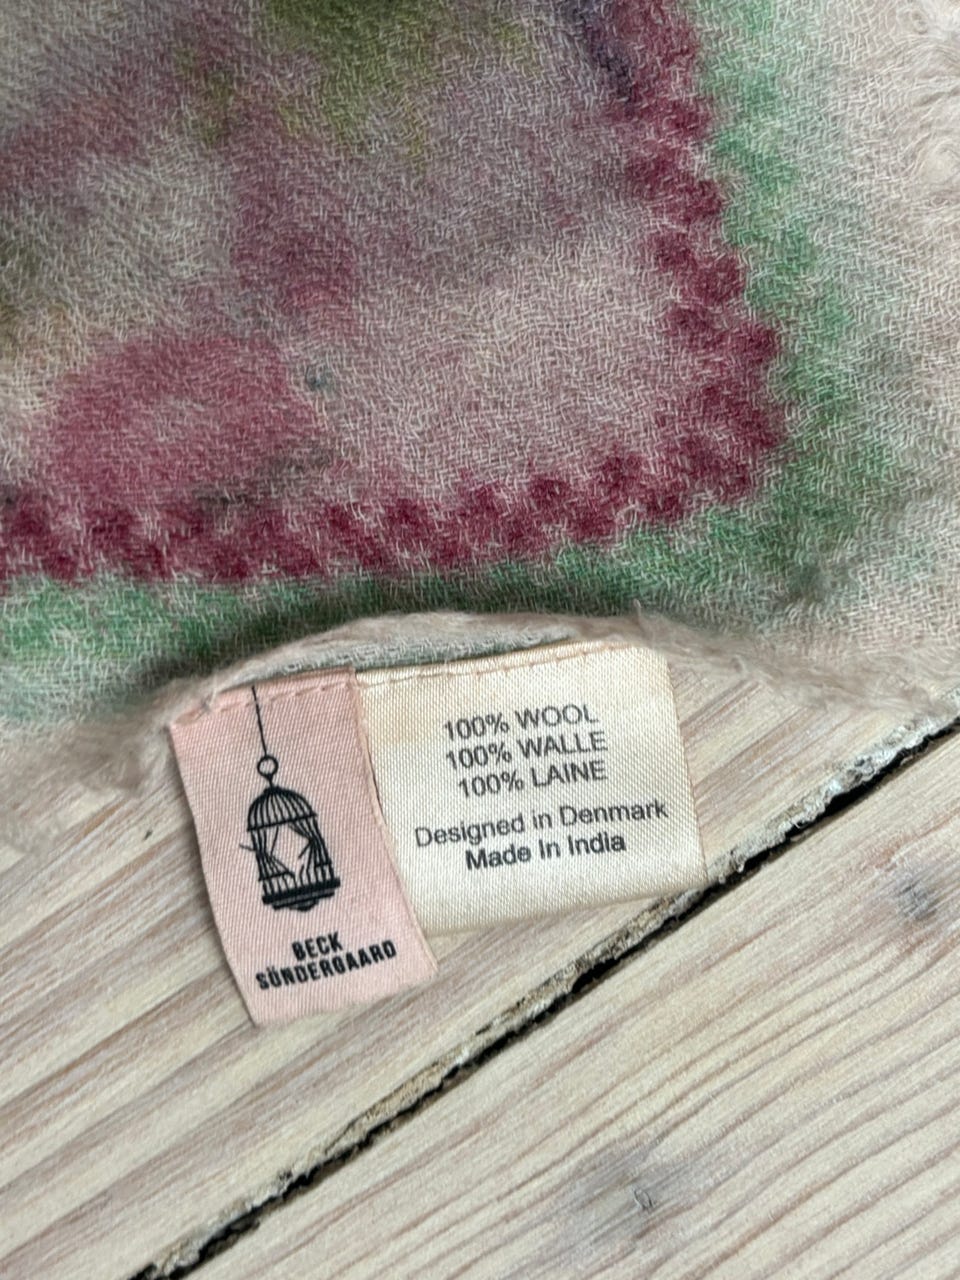 BECK
SÖNDERGAARD
100% WOOL
100% WALLE
100% LAINE
Designed in Denmark
Made In India